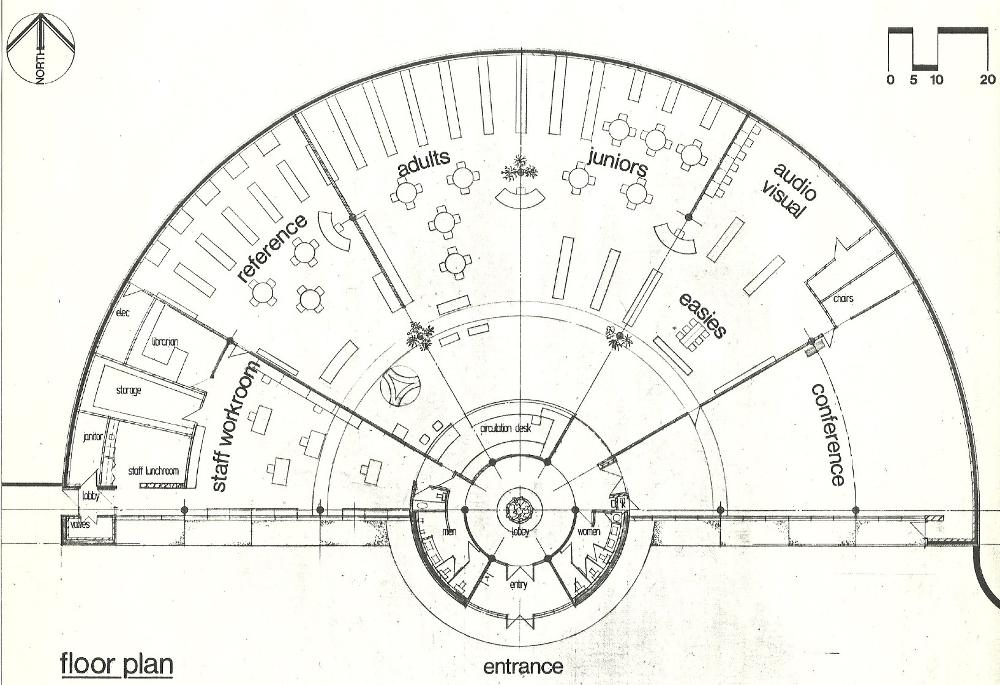 NORTH
0 5 10 20
adults
juniors
audio
visual
reference
easies
chairs
elec
librarian
storage
staff workroom
conference
janitor
circulation desk
staff lunchroom
lobby
valves
men
lobby
women
entry
floor plan
entrance